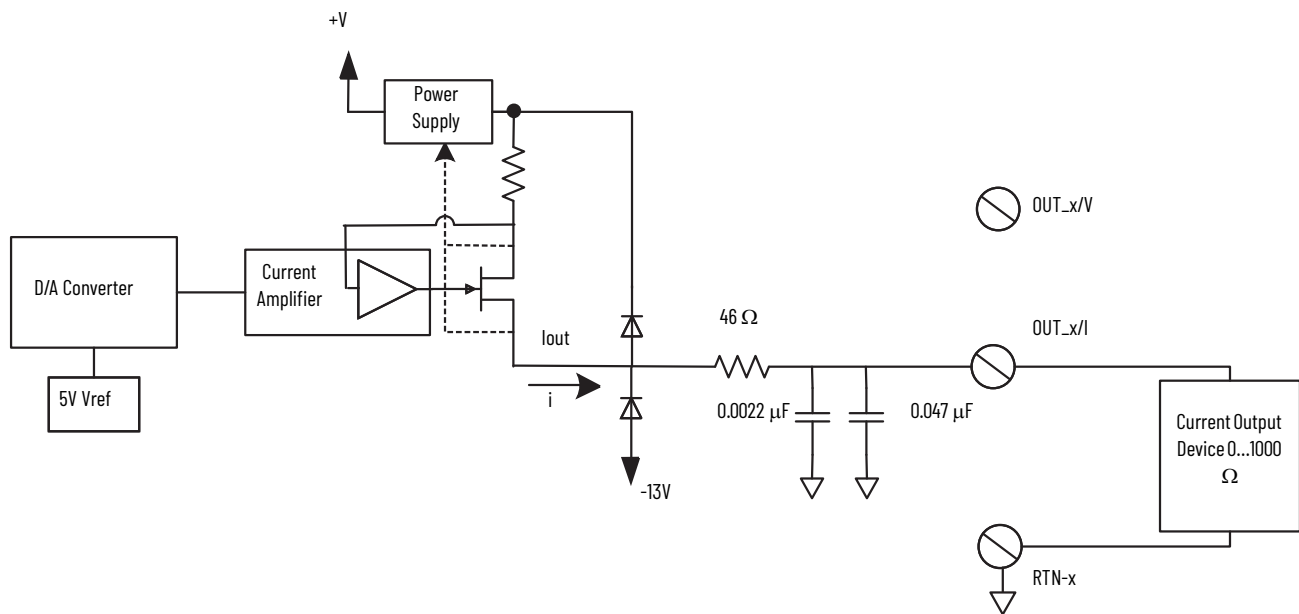 +V
Power
Supply
OUT_x/V
D/A Converter
Current
Amplifier
46 Ω
OUT_x/I
Iout
i
5V Vref
0.0022 µF
0.047 µF
Current Output
Device 0...1000
Ω
-13V
RTN-x